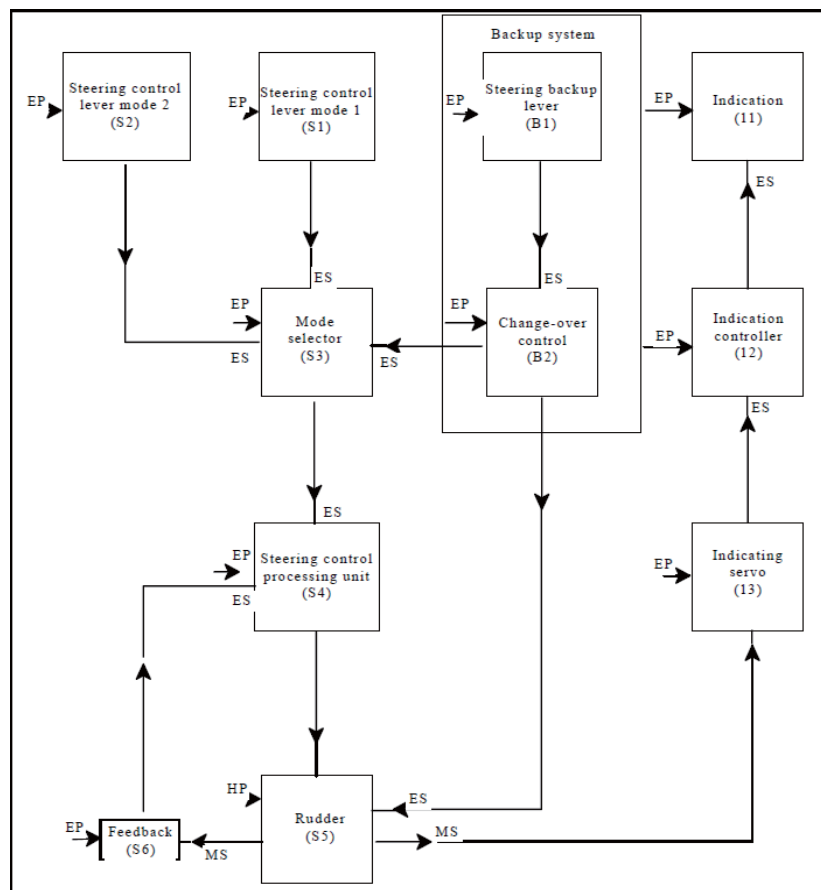 Backup system
Steering control
lever mode 2
(S2)
EP
Steering control
lever mode 1
(S1)
EP
Steering backup
lever
(B1)
EP
Indication
(11)
EP
ES
ES
ES
EP
Mode
selector
(S3)
ES
EP
Change-over
control
(B2)
ES
EP
Indication
controller
(12)
ES
ES
EP
Steering control
processing unit
(S4)
ES
EP
Indicating
servo
(13)
HP
Rudder
(S5)
ES
MS
EP
Feedback
(S6)
MS